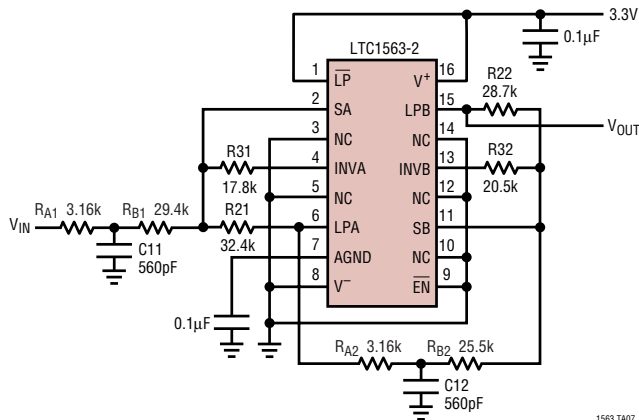 3.3V
0.1µF
LTC1563-2
1 L̅P̅ V⁺ 16
2 SA LPB 15
R22
28.7k
VOUT
3 NC NC 14
R31
17.8k
4 INVA INVB 13
R32
20.5k
5 NC NC 12
VIN RA1 3.16k RB1 29.4k R21
32.4k
6 LPA SB 11
C11
560pF
7 AGND NC 10
8 V⁻ E̅N̅ 9
0.1µF
RA2 3.16k RB2 25.5k
C12
560pF
1563 TA07